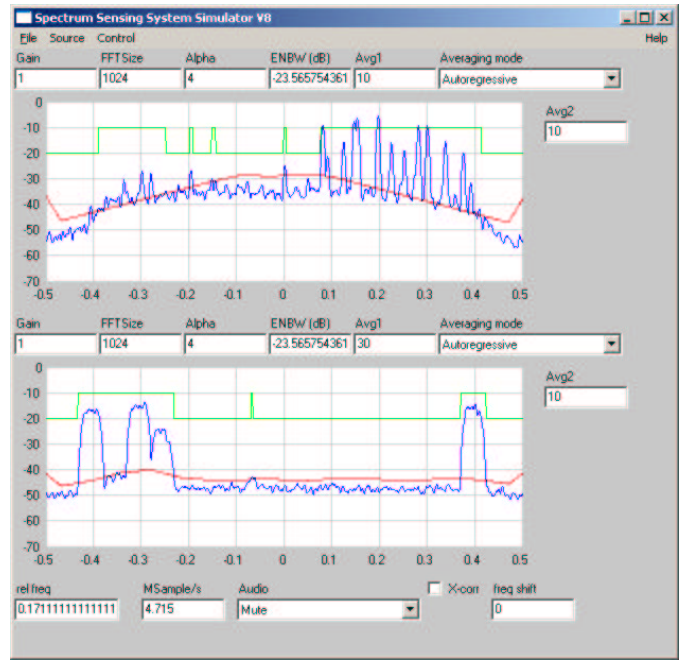 Spectrum Sensing System Simulator V8
File Source Control Help
Gain FFTSize Alpha ENBW (dB) Avg1 Averaging mode
1 1024 4 -23.565754361 10 Autoregressive
Avg2
10
0
-10
-20
-30
-40
-50
-60
-70
-0.5 -0.4 -0.3 -0.2 -0.1 0 0.1 0.2 0.3 0.4 0.5
Gain FFTSize Alpha ENBW (dB) Avg1 Averaging mode
1 1024 4 -23.565754361 30 Autoregressive
Avg2
10
0
-10
-20
-30
-40
-50
-60
-70
-0.5 -0.4 -0.3 -0.2 -0.1 0 0.1 0.2 0.3 0.4 0.5
rel freq MSample/s Audio X-corr freq shift
0.17111111111111 4.715 Mute 0